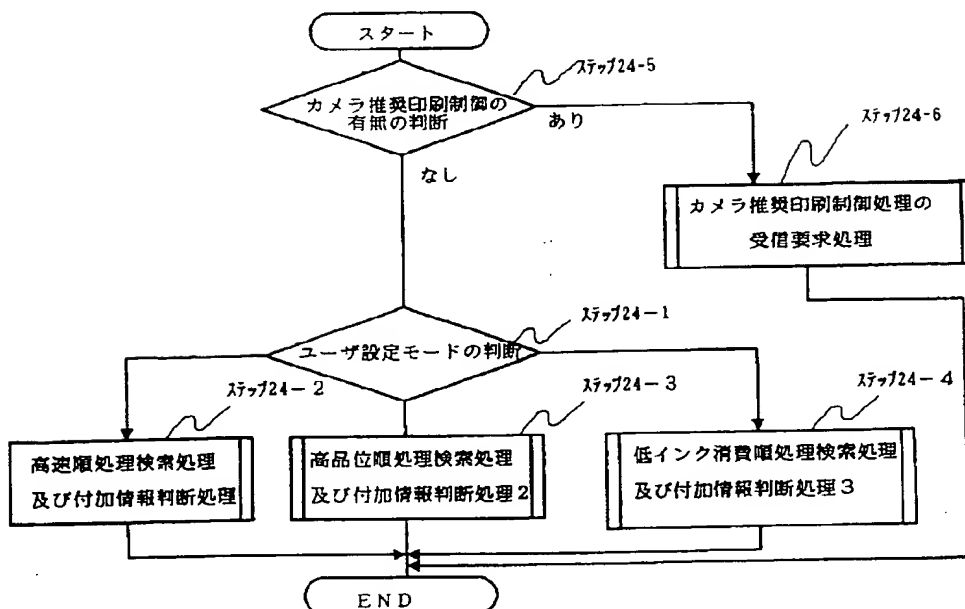 スタート
ステップ24-5
カメラ推奨印刷制御の
有無の判断
あり
ステップ24-6
なし
カメラ推奨印刷制御処理の
受信要求処理
ステップ24-1
ユーザ設定モードの判断
ステップ24-2
ステップ24-3
ステップ24-4
高速順処理検索処理
及び付加情報判断処理
高品位順処理検索処理
及び付加情報判断処理2
低インク消費順処理検索処理
及び付加情報判断処理3
END